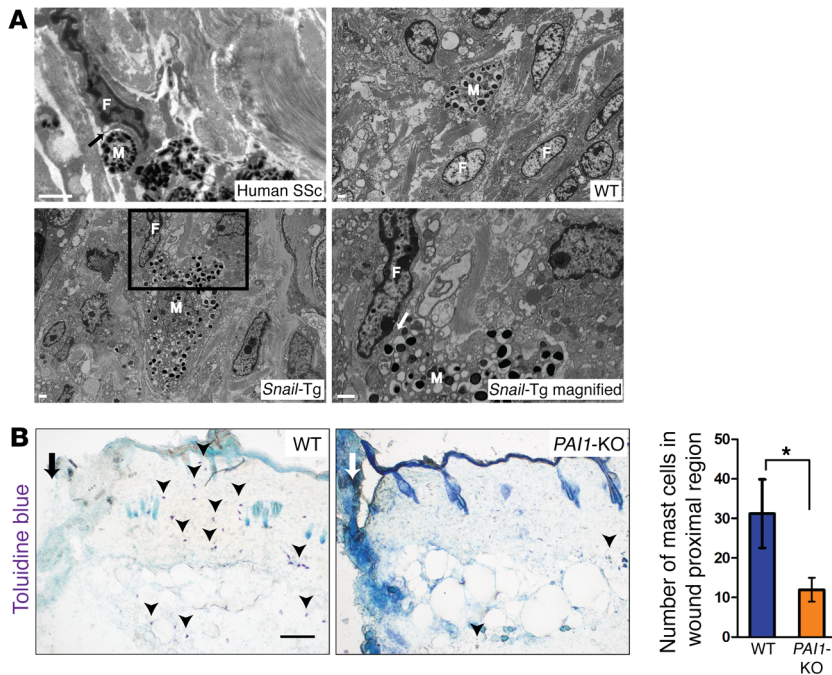 A
F
M
Human SSc
M
F
F
WT
F
M
Snail-Tg
F
M
Snail-Tg magnified
B
Toluidine blue
WT
PAI1-KO
Number of mast cells in
wound proximal region
50
40
30
20
10
0
*
WT
PAI1-
KO